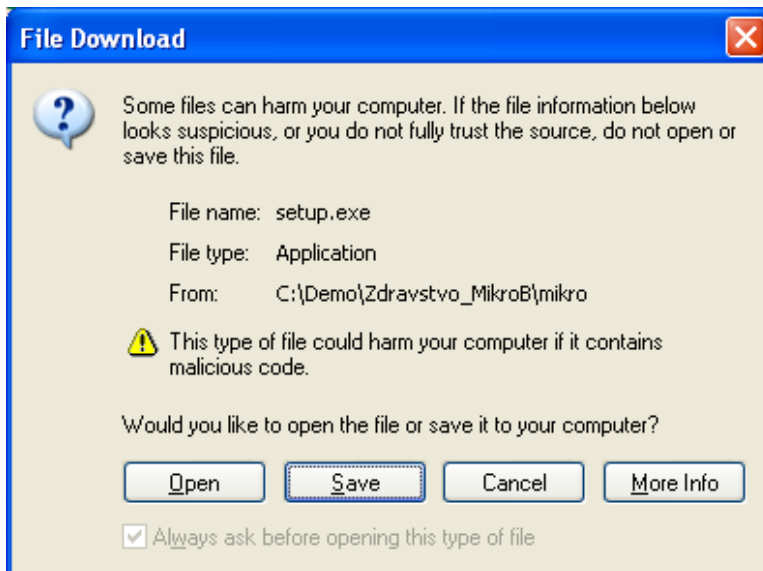 File Download
Some files can harm your computer. If the file information below
looks suspicious, or you do not fully trust the source, do not open or
save this file.
File name: setup.exe
File type: Application
From: C:\Demo\Zdravstvo_MikroB\mikro
This type of file could harm your computer if it contains
malicious code.
Would you like to open the file or save it to your computer?
Open Save Cancel More Info
Always ask before opening this type of file